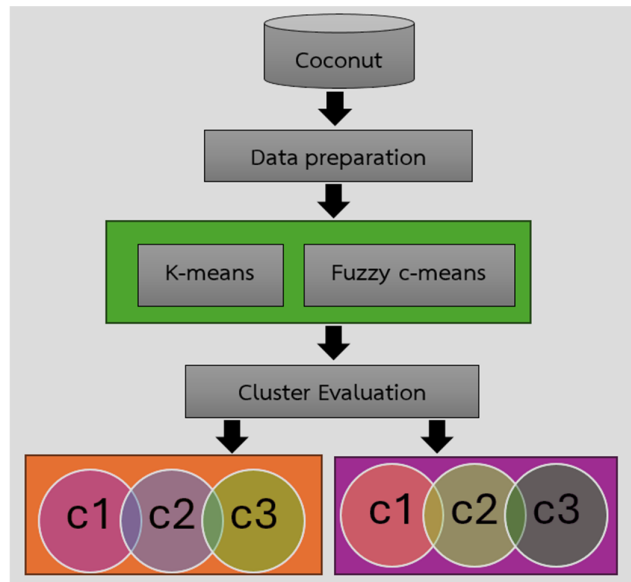 Coconut
Data preparation
K-means
Fuzzy c-means
Cluster Evaluation
c1 c2 c3
c1 c2 c3